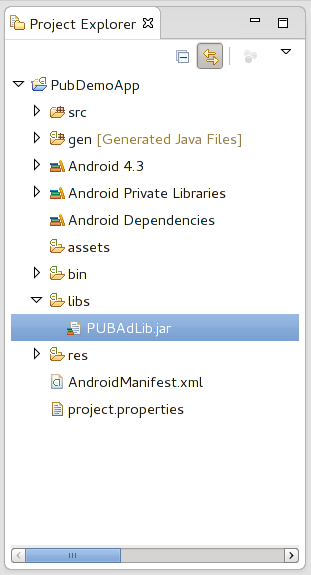 Project Explorer
PubDemoApp
src
gen [Generated Java Files]
Android 4.3
Android Private Libraries
Android Dependencies
assets
bin
libs
PUBAdLib.jar
res
AndroidManifest.xml
project.properties